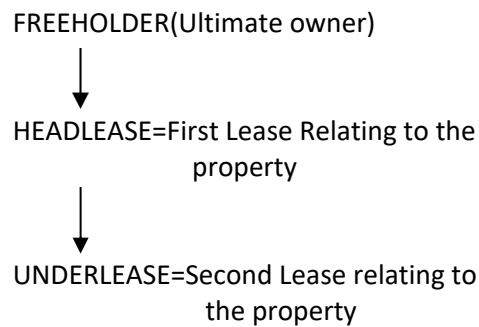 FREEHOLDER(Ultimate owner)
HEADLEASE=First Lease Relating to the
property
UNDERLEASE=Second Lease relating to
the property